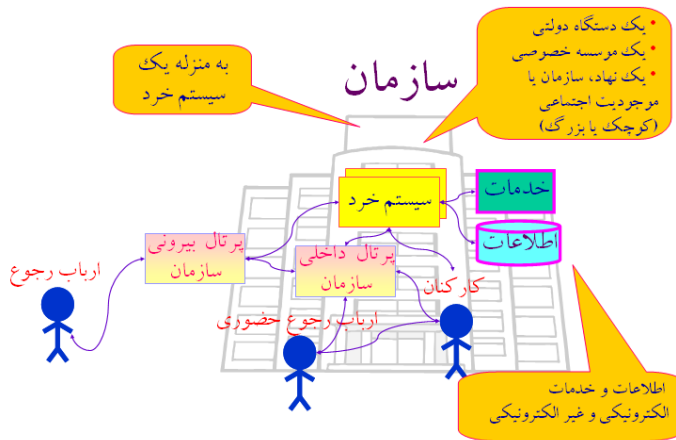 سازمان
• یک دستگاه دولتی
• یک موسسه خصوصی
• یک نهاد، سازمان یا
موجودیت اجتماعی
(کوچک یا بزرگ)
به منزله یک
سیستم خرد
سیستم خرد
خدمات
اطلاعات
پرتال بیرونی
سازمان
پرتال داخلی
سازمان
کارکنان
ارباب رجوع
ارباب رجوع حضوری
اطلاعات و خدمات
الکترونیکی و غیر الکترونیکی